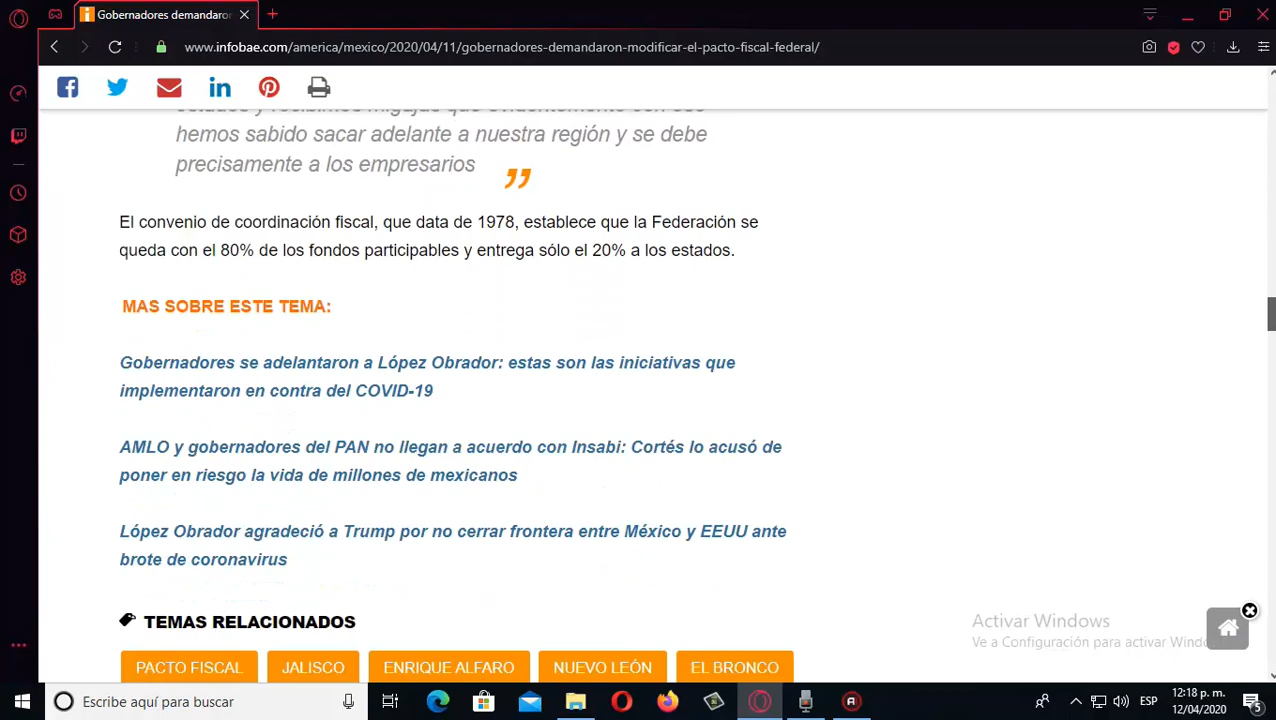 Gobernadores demandaron
www.infobae.com/america/mexico/2020/04/11/gobernadores-demandaron-modificar-el-pacto-fiscal-federal/
hemos sabido sacar adelante a nuestra región y se debe
precisamente a los empresarios
”
El convenio de coordinación fiscal, que data de 1978, establece que la Federación se
queda con el 80% de los fondos participables y entrega sólo el 20% a los estados.
MAS SOBRE ESTE TEMA:
Gobernadores se adelantaron a López Obrador: estas son las iniciativas que
implementaron en contra del COVID-19
AMLO y gobernadores del PAN no llegan a acuerdo con Insabi: Cortés lo acusó de
poner en riesgo la vida de millones de mexicanos
López Obrador agradeció a Trump por no cerrar frontera entre México y EEUU ante
brote de coronavirus
TEMAS RELACIONADOS
PACTO FISCAL JALISCO ENRIQUE ALFARO NUEVO LEÓN EL BRONCO
Activar Windows
Ve a Configuración para activar
Escribe aquí para buscar
ESP
12:18 p. m.
12/04/2020
5